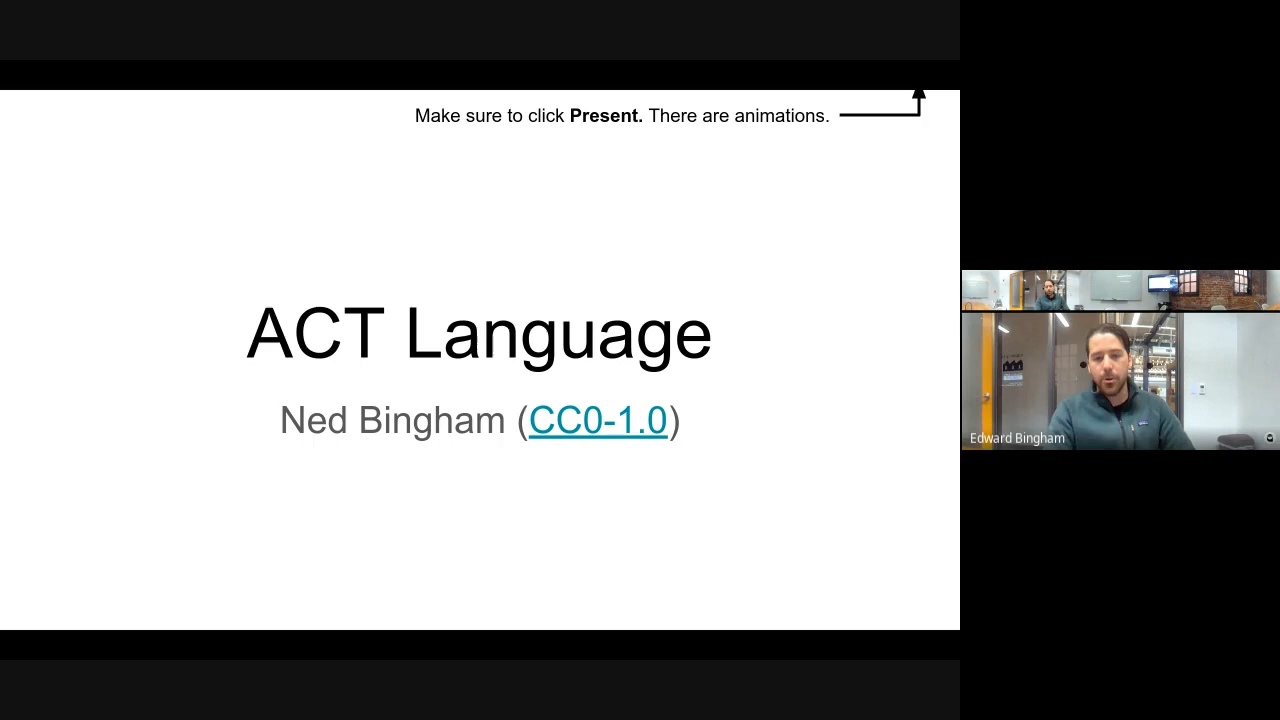 Make sure to click Present. There are animations.
ACT Language
Ned Bingham (CC0-1.0)
Edward Bingham